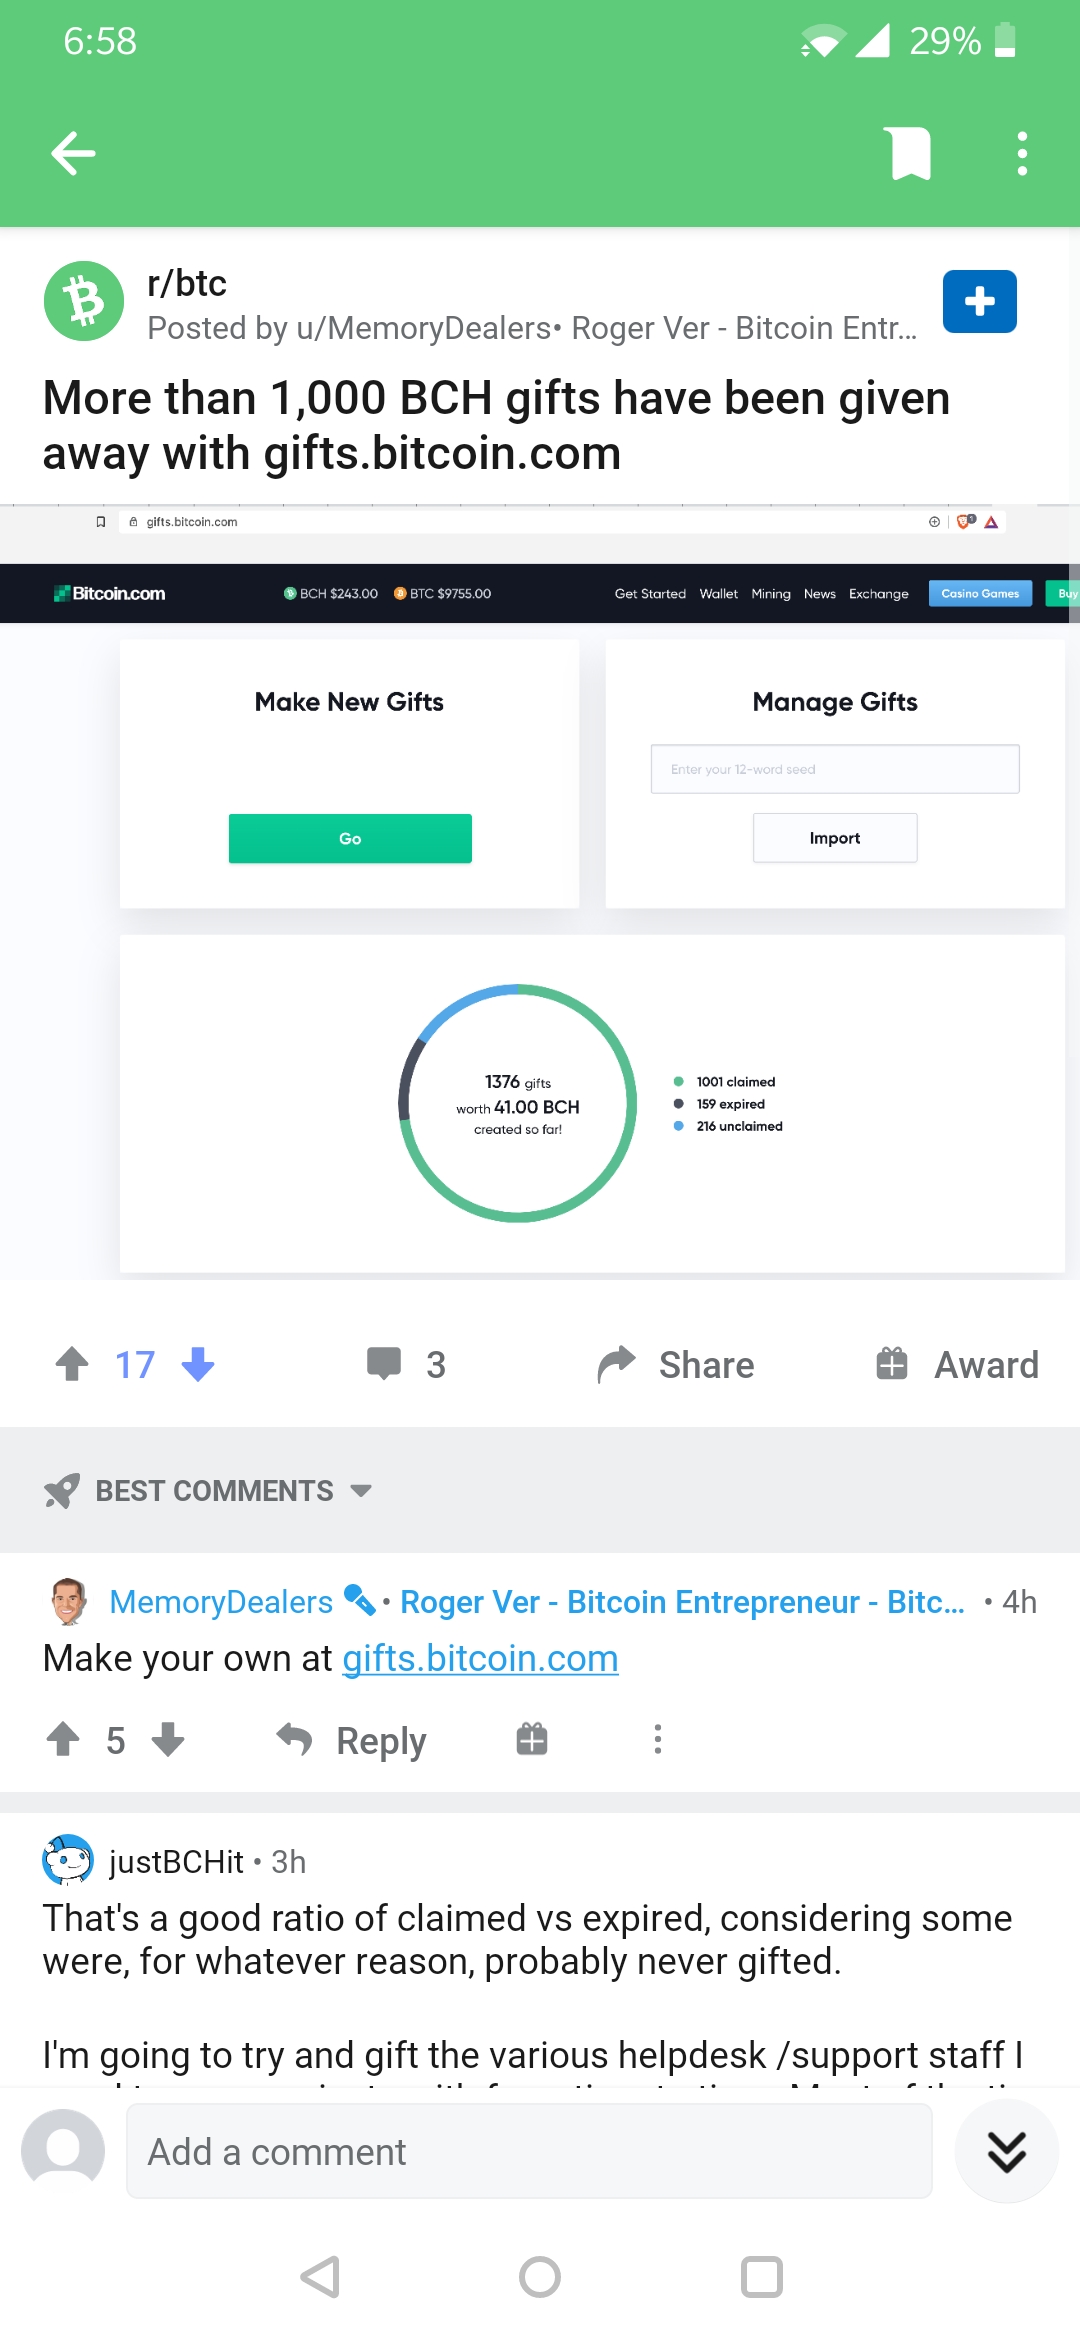 6:58
29%
r/btc
Posted by u/MemoryDealers• Roger Ver - Bitcoin Entr...
More than 1,000 BCH gifts have been given
away with gifts.bitcoin.com
gifts.bitcoin.com
Bitcoin.com
BCH $243.00 BTC $9755.00
Get Started Wallet Mining News Exchange Casino Games Buy
Make New Gifts
Go
Manage Gifts
Enter your 12-word seed
Import
1376 gifts
worth 41.00 BCH
created so far!
1001 claimed
159 expired
216 unclaimed
17
3
Share
Award
BEST COMMENTS
MemoryDealers • Roger Ver - Bitcoin Entrepreneur - Bitc... • 4h
Make your own at gifts.bitcoin.com
5
Reply
justBCHit • 3h
That's a good ratio of claimed vs expired, considering some
were, for whatever reason, probably never gifted.
I'm going to try and gift the various helpdesk /support staff I
Add a comment